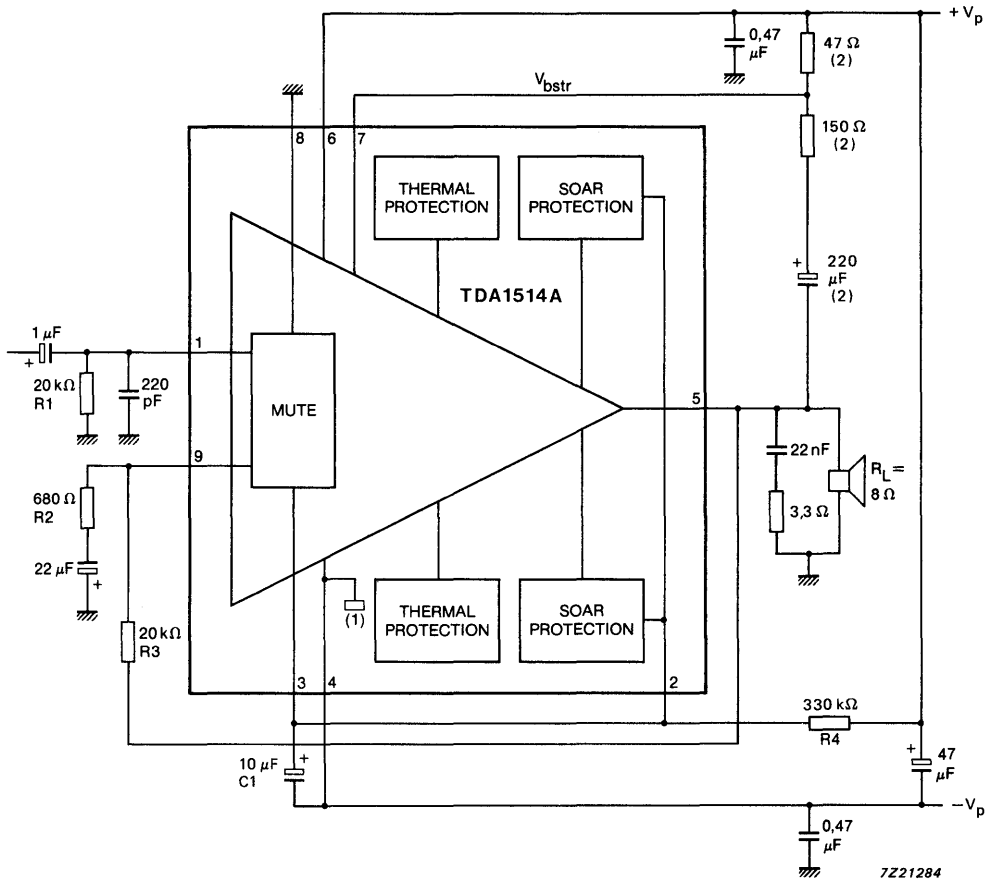 + Vp
0,47
µF
47 Ω
(2)
Vbstr
150 Ω
(2)
8
6
7
THERMAL
PROTECTION
SOAR
PROTECTION
220
µF
(2)
+
TDA1514A
1 µF
+
1
20 kΩ
R1
220
pF
MUTE
5
9
22 nF
RL =
8 Ω
680 Ω
R2
3,3 Ω
22 µF
+
(1)
THERMAL
PROTECTION
SOAR
PROTECTION
20 kΩ
R3
3
4
2
330 kΩ
R4
10 µF
C1
+
+
47
µF
− Vp
0,47
µF
7Z21284